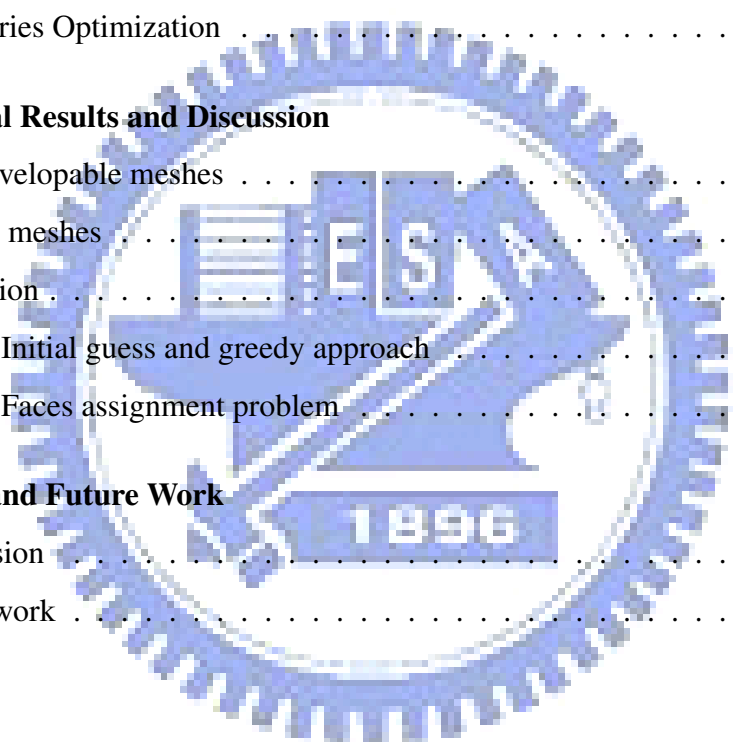 ries Optimization . . . . . . . . . . . . . . . . . . . . .
l Results and Discussion
velopable meshes . . . . . . . . . . . . . . . . . . . . .
meshes . . . . . . . . . . . . . . . . . . . . . . . . . .
ion . . . . . . . . . . . . . . . . . . . . . . . . . . . . .
Initial guess and greedy approach . . . . . . . . . . . .
Faces assignment problem . . . . . . . . . . . . . . . .
and Future Work
sion . . . . . . . . . . . . . . . . . . . . . . . . . . . .
work . . . . . . . . . . . . . . . . . . . . . . . . . . . .
E S A
1896